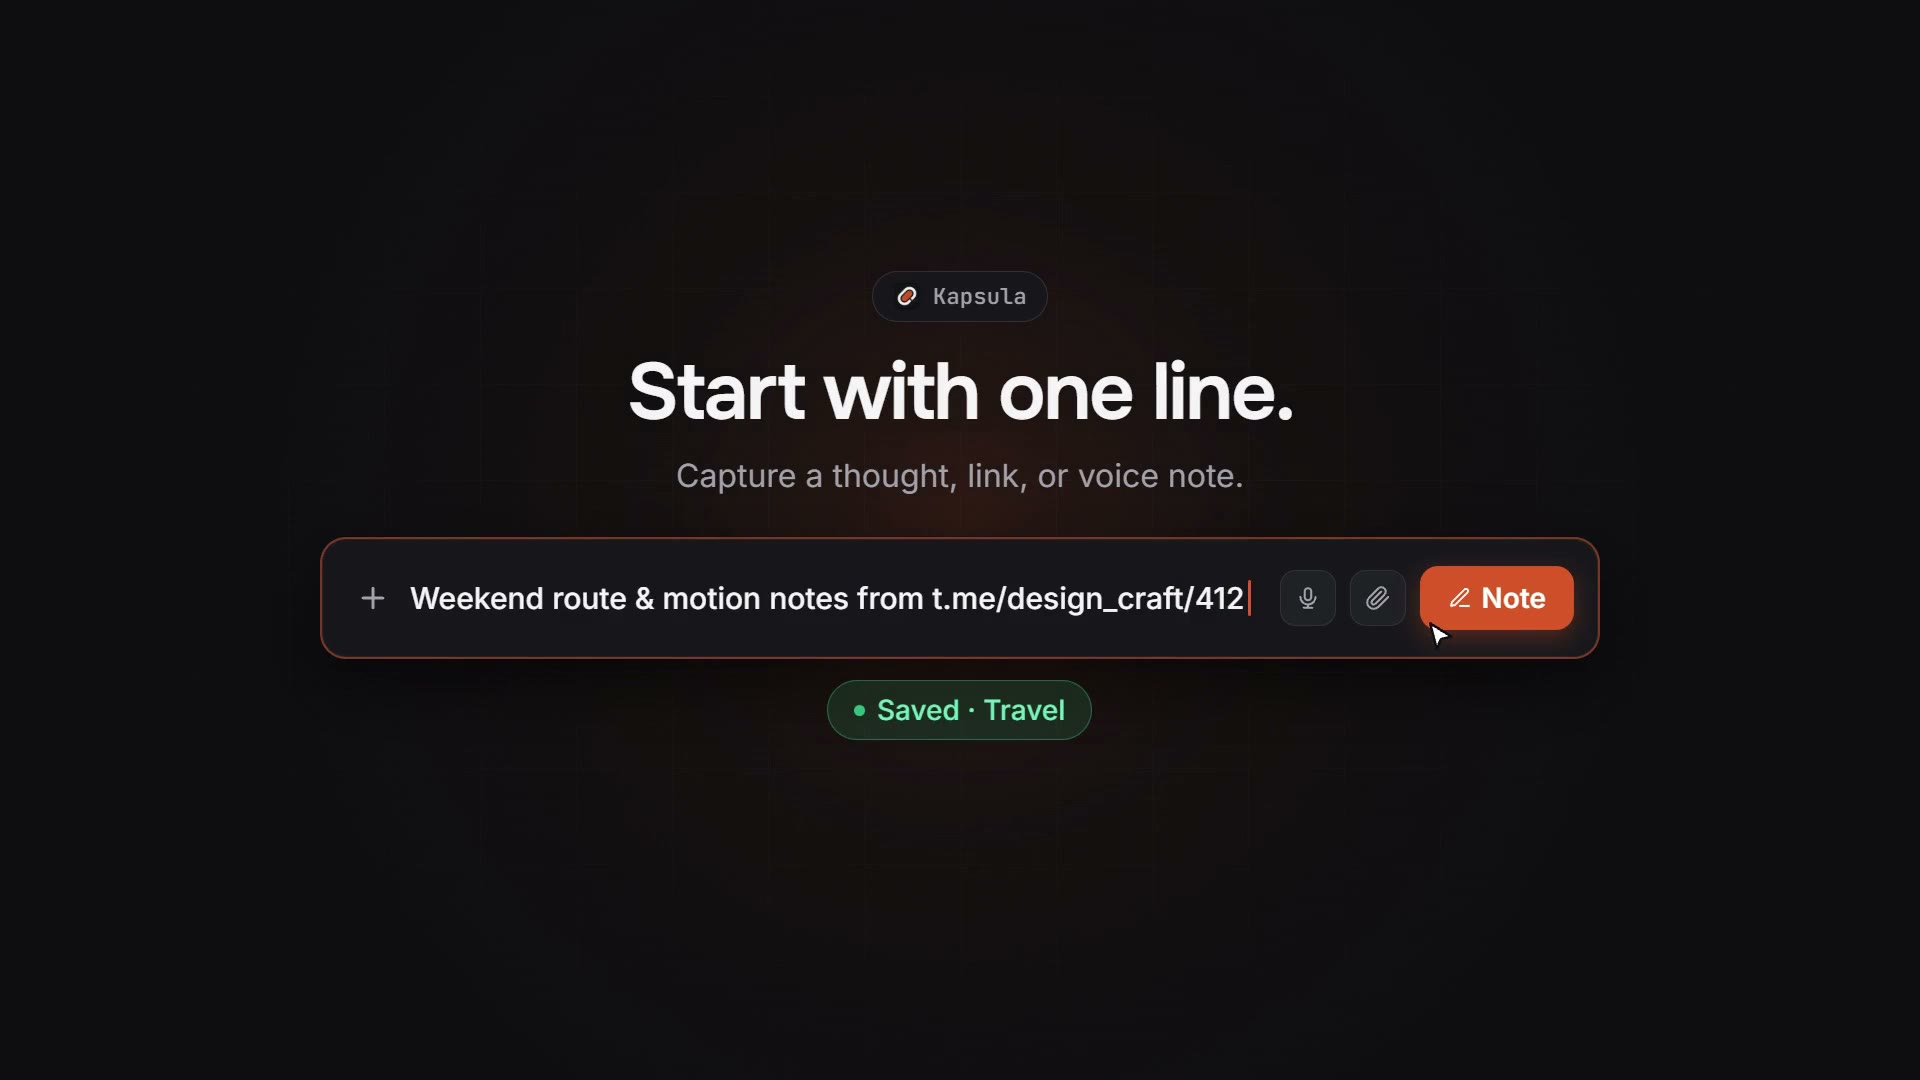 Kapsula
Start with one line.
Capture a thought, link, or voice note.
Weekend route & motion notes from t.me/design_craft/412
Note
Saved · Travel